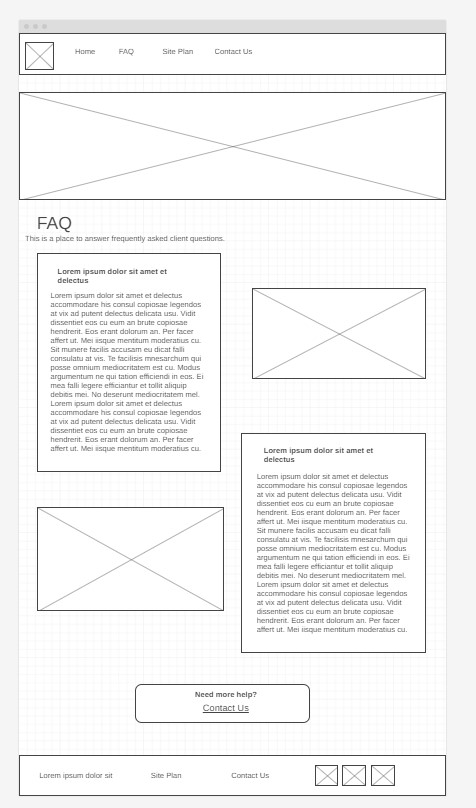 Home FAQ Site Plan Contact Us
FAQ
This is a place to answer frequently asked client questions.
Lorem ipsum dolor sit amet et
delectus
Lorem ipsum dolor sit amet et delectus
accommodare his consul copiosae legendos
at vix ad putent delectus delicata usu. Vidit
dissentiet eos cu eum an brute copiosae
hendrerit. Eos erant dolorum an. Per facer
affert ut. Mei iisque mentitum moderatius cu.
Sit munere facilis accusam eu dicat falli
consulatu at vis. Te facilisis mnesarchum qui
posse omnium mediocritatem est cu. Modus
argumentum ne qui tation efficiendi in eos. Ei
mea falli legere efficiantur et tollit aliquip
debitis mei. No deserunt mediocritatem mel.
Lorem ipsum dolor sit amet et delectus
accommodare his consul copiosae legendos
at vix ad putent delectus delicata usu. Vidit
dissentiet eos cu eum an brute copiosae
hendrerit. Eos erant dolorum an. Per facer
affert ut. Mei iisque mentitum moderatius cu.
Lorem ipsum dolor sit amet et
delectus
Lorem ipsum dolor sit amet et delectus
accommodare his consul copiosae legendos
at vix ad putent delectus delicata usu. Vidit
dissentiet eos cu eum an brute copiosae
hendrerit. Eos erant dolorum an. Per facer
affert ut. Mei iisque mentitum moderatius cu.
Sit munere facilis accusam eu dicat falli
consulatu at vis. Te facilisis mnesarchum qui
posse omnium mediocritatem est cu. Modus
argumentum ne qui tation efficiendi in eos. Ei
mea falli legere efficiantur et tollit aliquip
debitis mei. No deserunt mediocritatem mel.
Lorem ipsum dolor sit amet et delectus
accommodare his consul copiosae legendos
at vix ad putent delectus delicata usu. Vidit
dissentiet eos cu eum an brute copiosae
hendrerit. Eos erant dolorum an. Per facer
affert ut. Mei iisque mentitum moderatius cu.
Need more help?
Contact Us
Lorem ipsum dolor sit Site Plan Contact Us